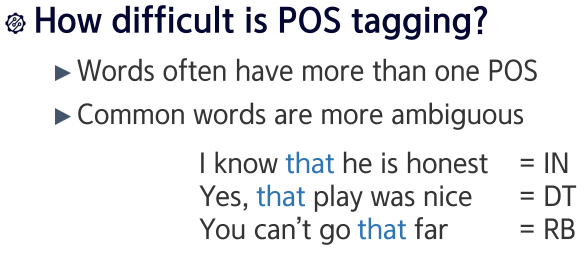 How difficult is POS tagging?
▶ Words often have more than one POS
▶ Common words are more ambiguous
I know that he is honest = IN
Yes, that play was nice = DT
You can't go that far = RB